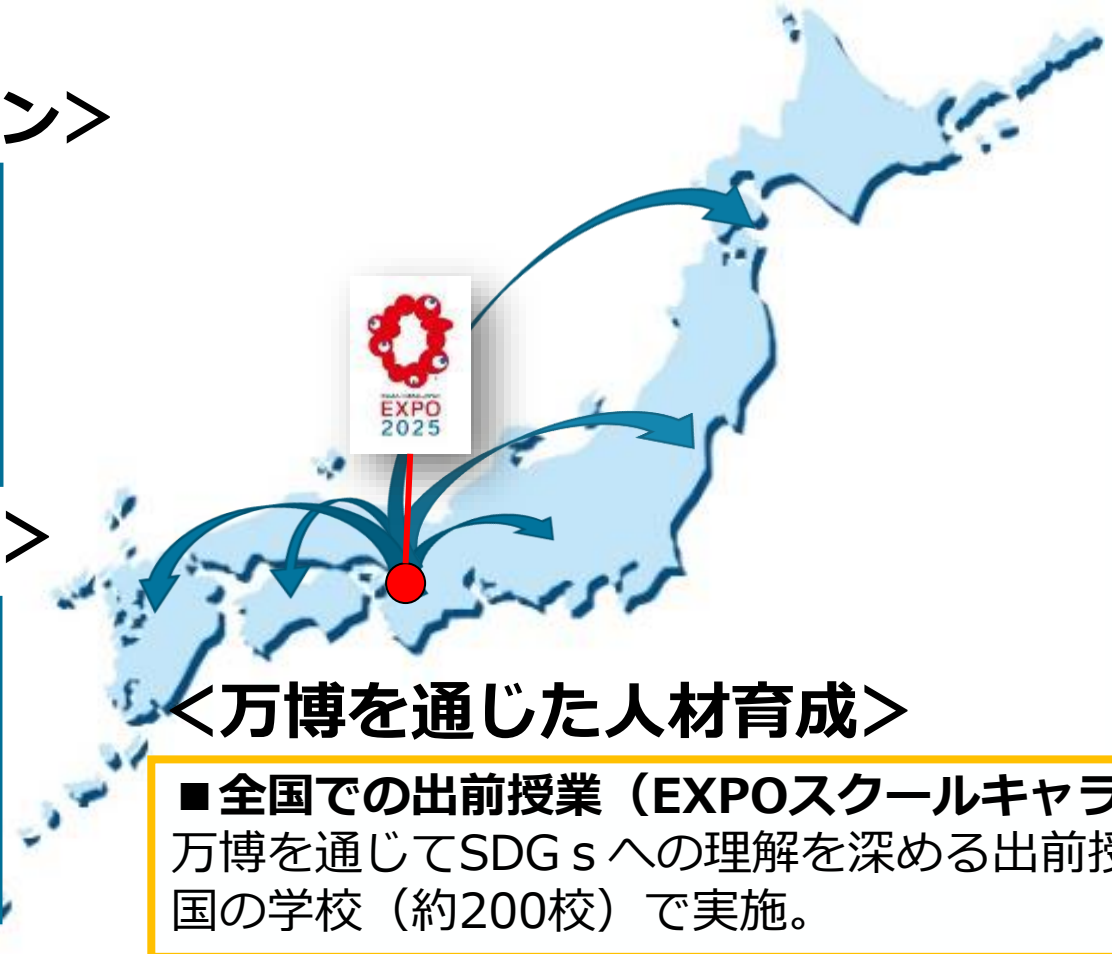 ン>
EXPO
2025
>
<万博を通じた人材育成>
■全国での出前授業（EXPOスクールキャラ
万博を通じてSDGｓへの理解を深める出前授
国の学校（約200校）で実施。